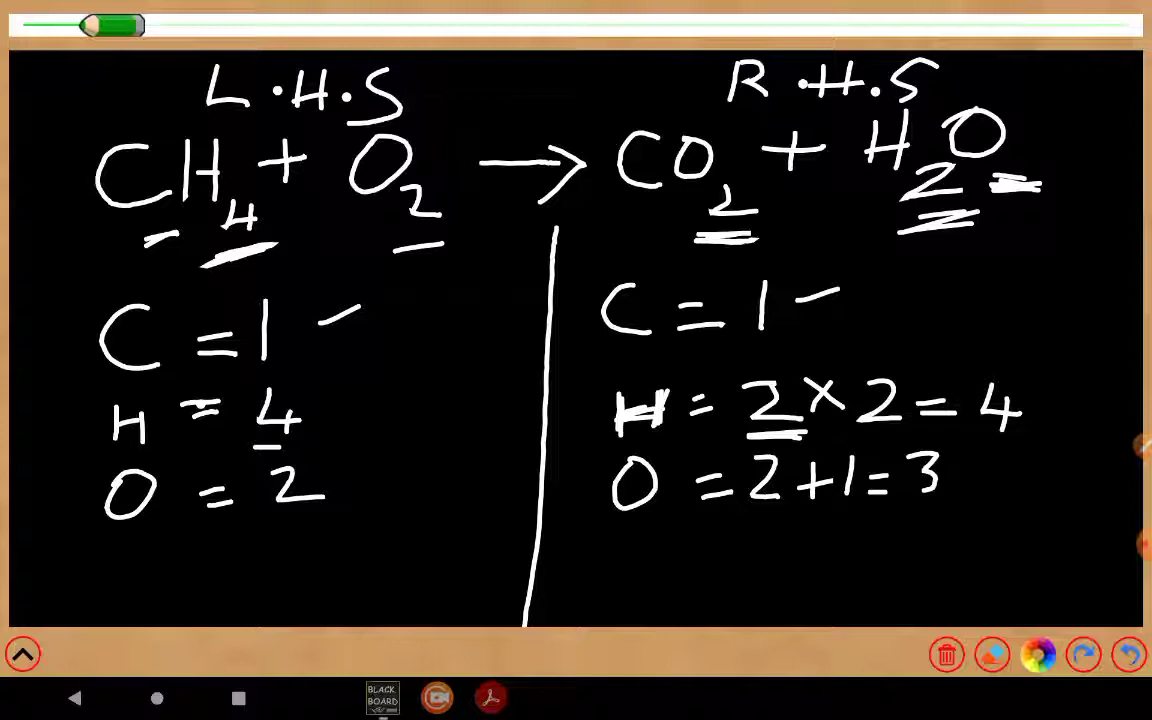 L.H.S R.H.S
CH4 + O2 → CO2 + H2O
C = 1 C = 1
H = 4 H = 2 × 2 = 4
O = 2 O = 2 + 1 = 3
BLACK
BOARD